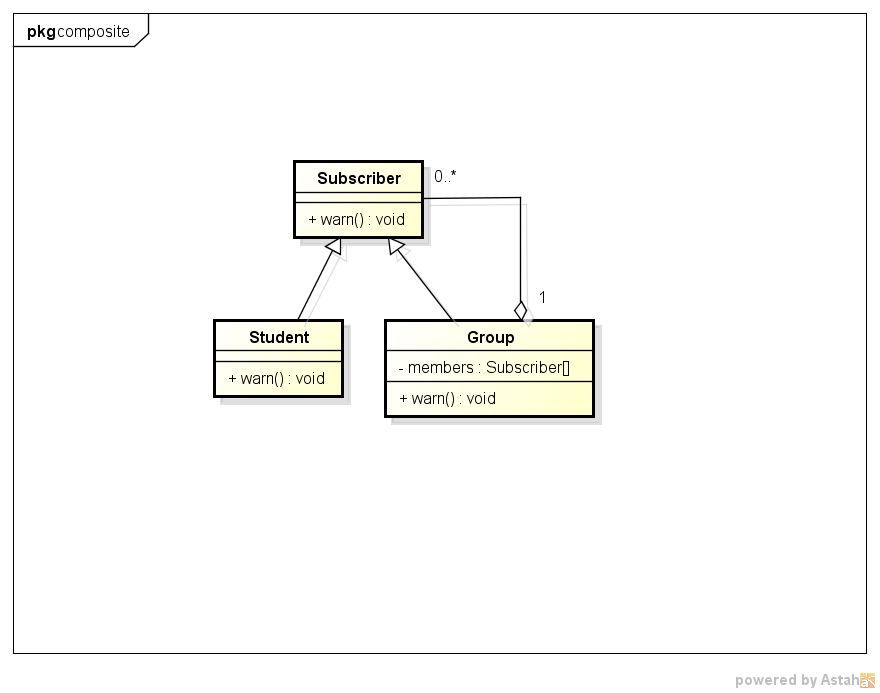 pkg composite
Subscriber
0..*
+ warn() : void
1
Student
Group
- members : Subscriber[]
+ warn() : void
+ warn() : void
powered by Astah